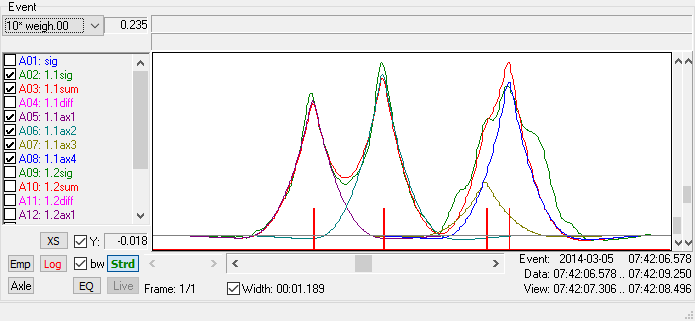 Event
10* weigh.00 0.235
A01: sig
A02: 1.1sig
A03: 1.1sum
A04: 1.1diff
A05: 1.1ax1
A06: 1.1ax2
A07: 1.1ax3
A08: 1.1ax4
A09: 1.2sig
A10: 1.2sum
A11: 1.2diff
A12: 1.2ax1
XS Y: -0.018
Emp Log bw Strd
Axle EQ Live
Frame: 1/1 Width: 00:01.189
Event: 2014-03-05 07:42:06.578
Data: 07:42:06.578 .. 07:42:09.250
View: 07:42:07.306 .. 07:42:08.496